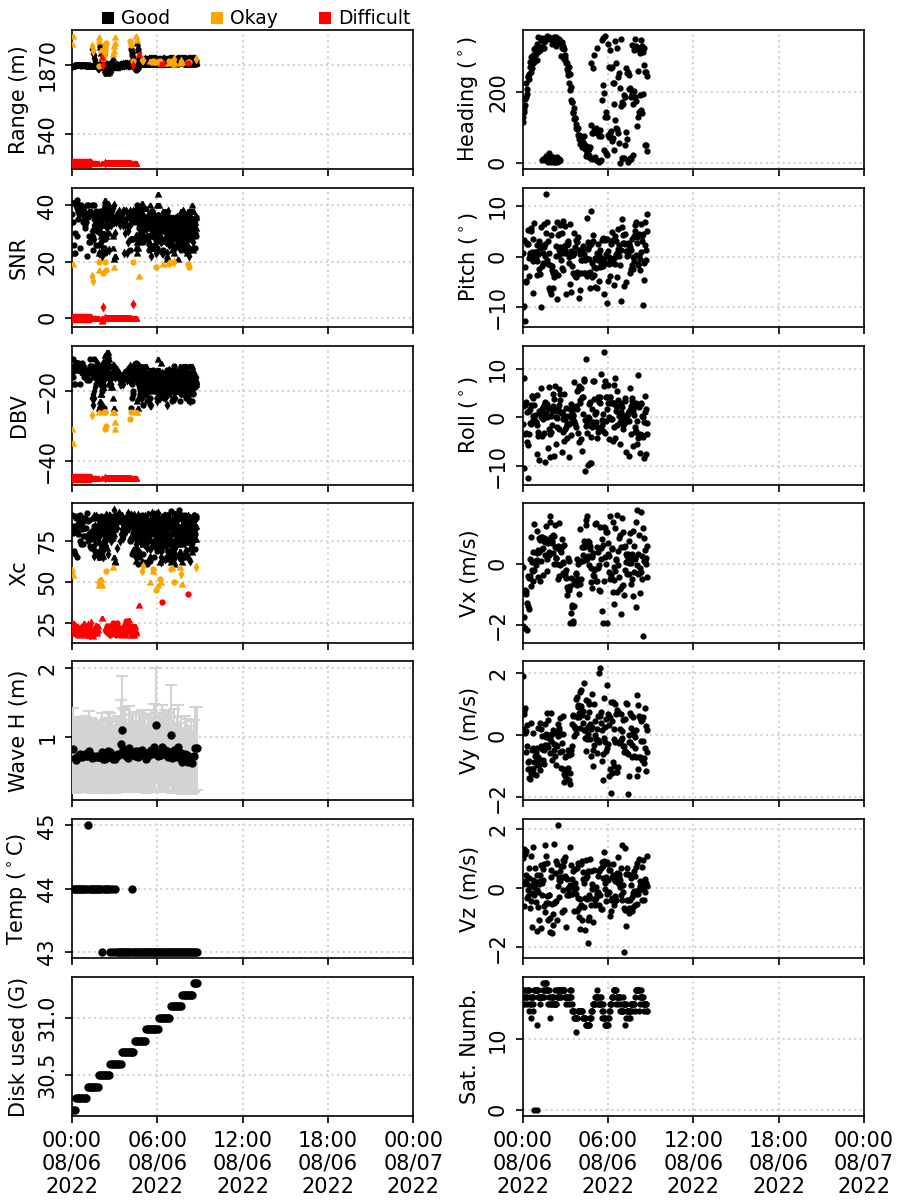 Good Okay Difficult
Range (m)
1870
540
Heading (°)
200
0
SNR
40
20
0
Pitch (°)
10
0
−10
DBV
−20
−40
Roll (°)
10
0
−10
Xc
75
50
25
Vx (m/s)
0
−2
Wave H (m)
2
1
Vy (m/s)
2
0
−2
Temp (°C)
45
44
43
Vz (m/s)
2
0
−2
Disk used (G)
31.0
30.5
Sat. Numb.
10
0
00:00 06:00 12:00 18:00 00:00
08/06 08/06 08/06 08/06 08/07
2022 2022 2022 2022 2022
00:00 06:00 12:00 18:00 00:00
08/06 08/06 08/06 08/06 08/07
2022 2022 2022 2022 2022